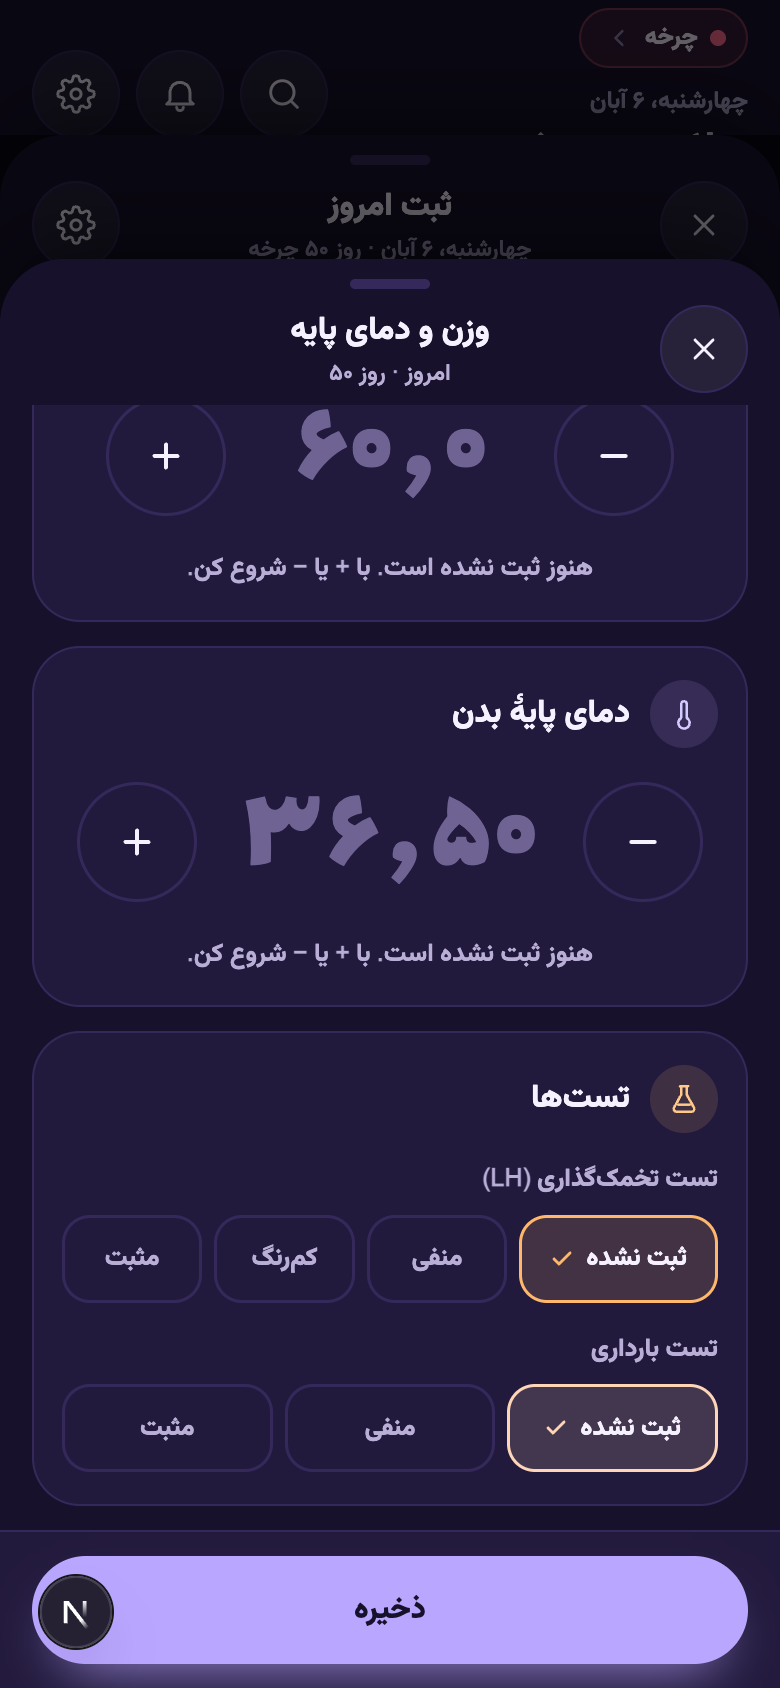 چرخه
چهارشنبه، ۶ آبان
ثبت امروز
چهارشنبه، ۶ آبان · روز ۵۰ چرخه
وزن و دمای پایه
امروز · روز ۵۰
۶۰,۰
هنوز ثبت نشده است. با + یا − شروع کن.
دمای پایهٔ بدن
۳۶,۵۰
هنوز ثبت نشده است. با + یا − شروع کن.
تست‌ها
تست تخمک‌گذاری (LH)
ثبت نشده منفی کم‌رنگ مثبت
تست بارداری
ثبت نشده منفی مثبت
ذخیره
N